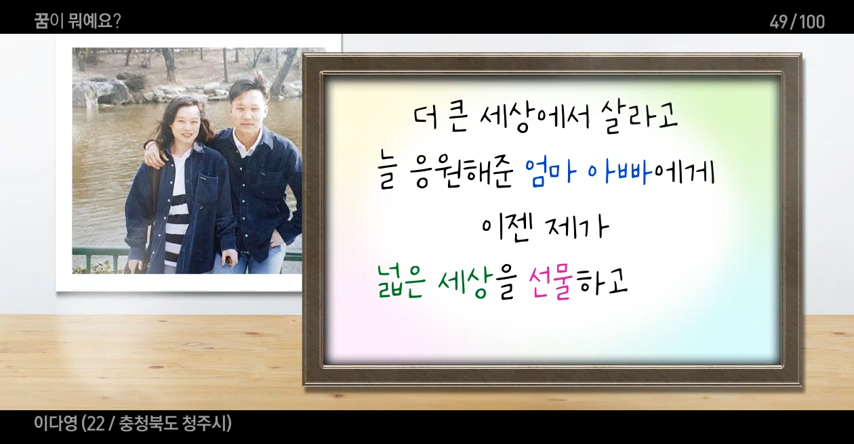 꿈이 뭐예요?
49/100
더 큰 세상에서 살라고
늘 응원해준 엄마 아빠에게
이젠 제가
넓은 세상을 선물하고
이다영 (22 / 충청북도 청주시)